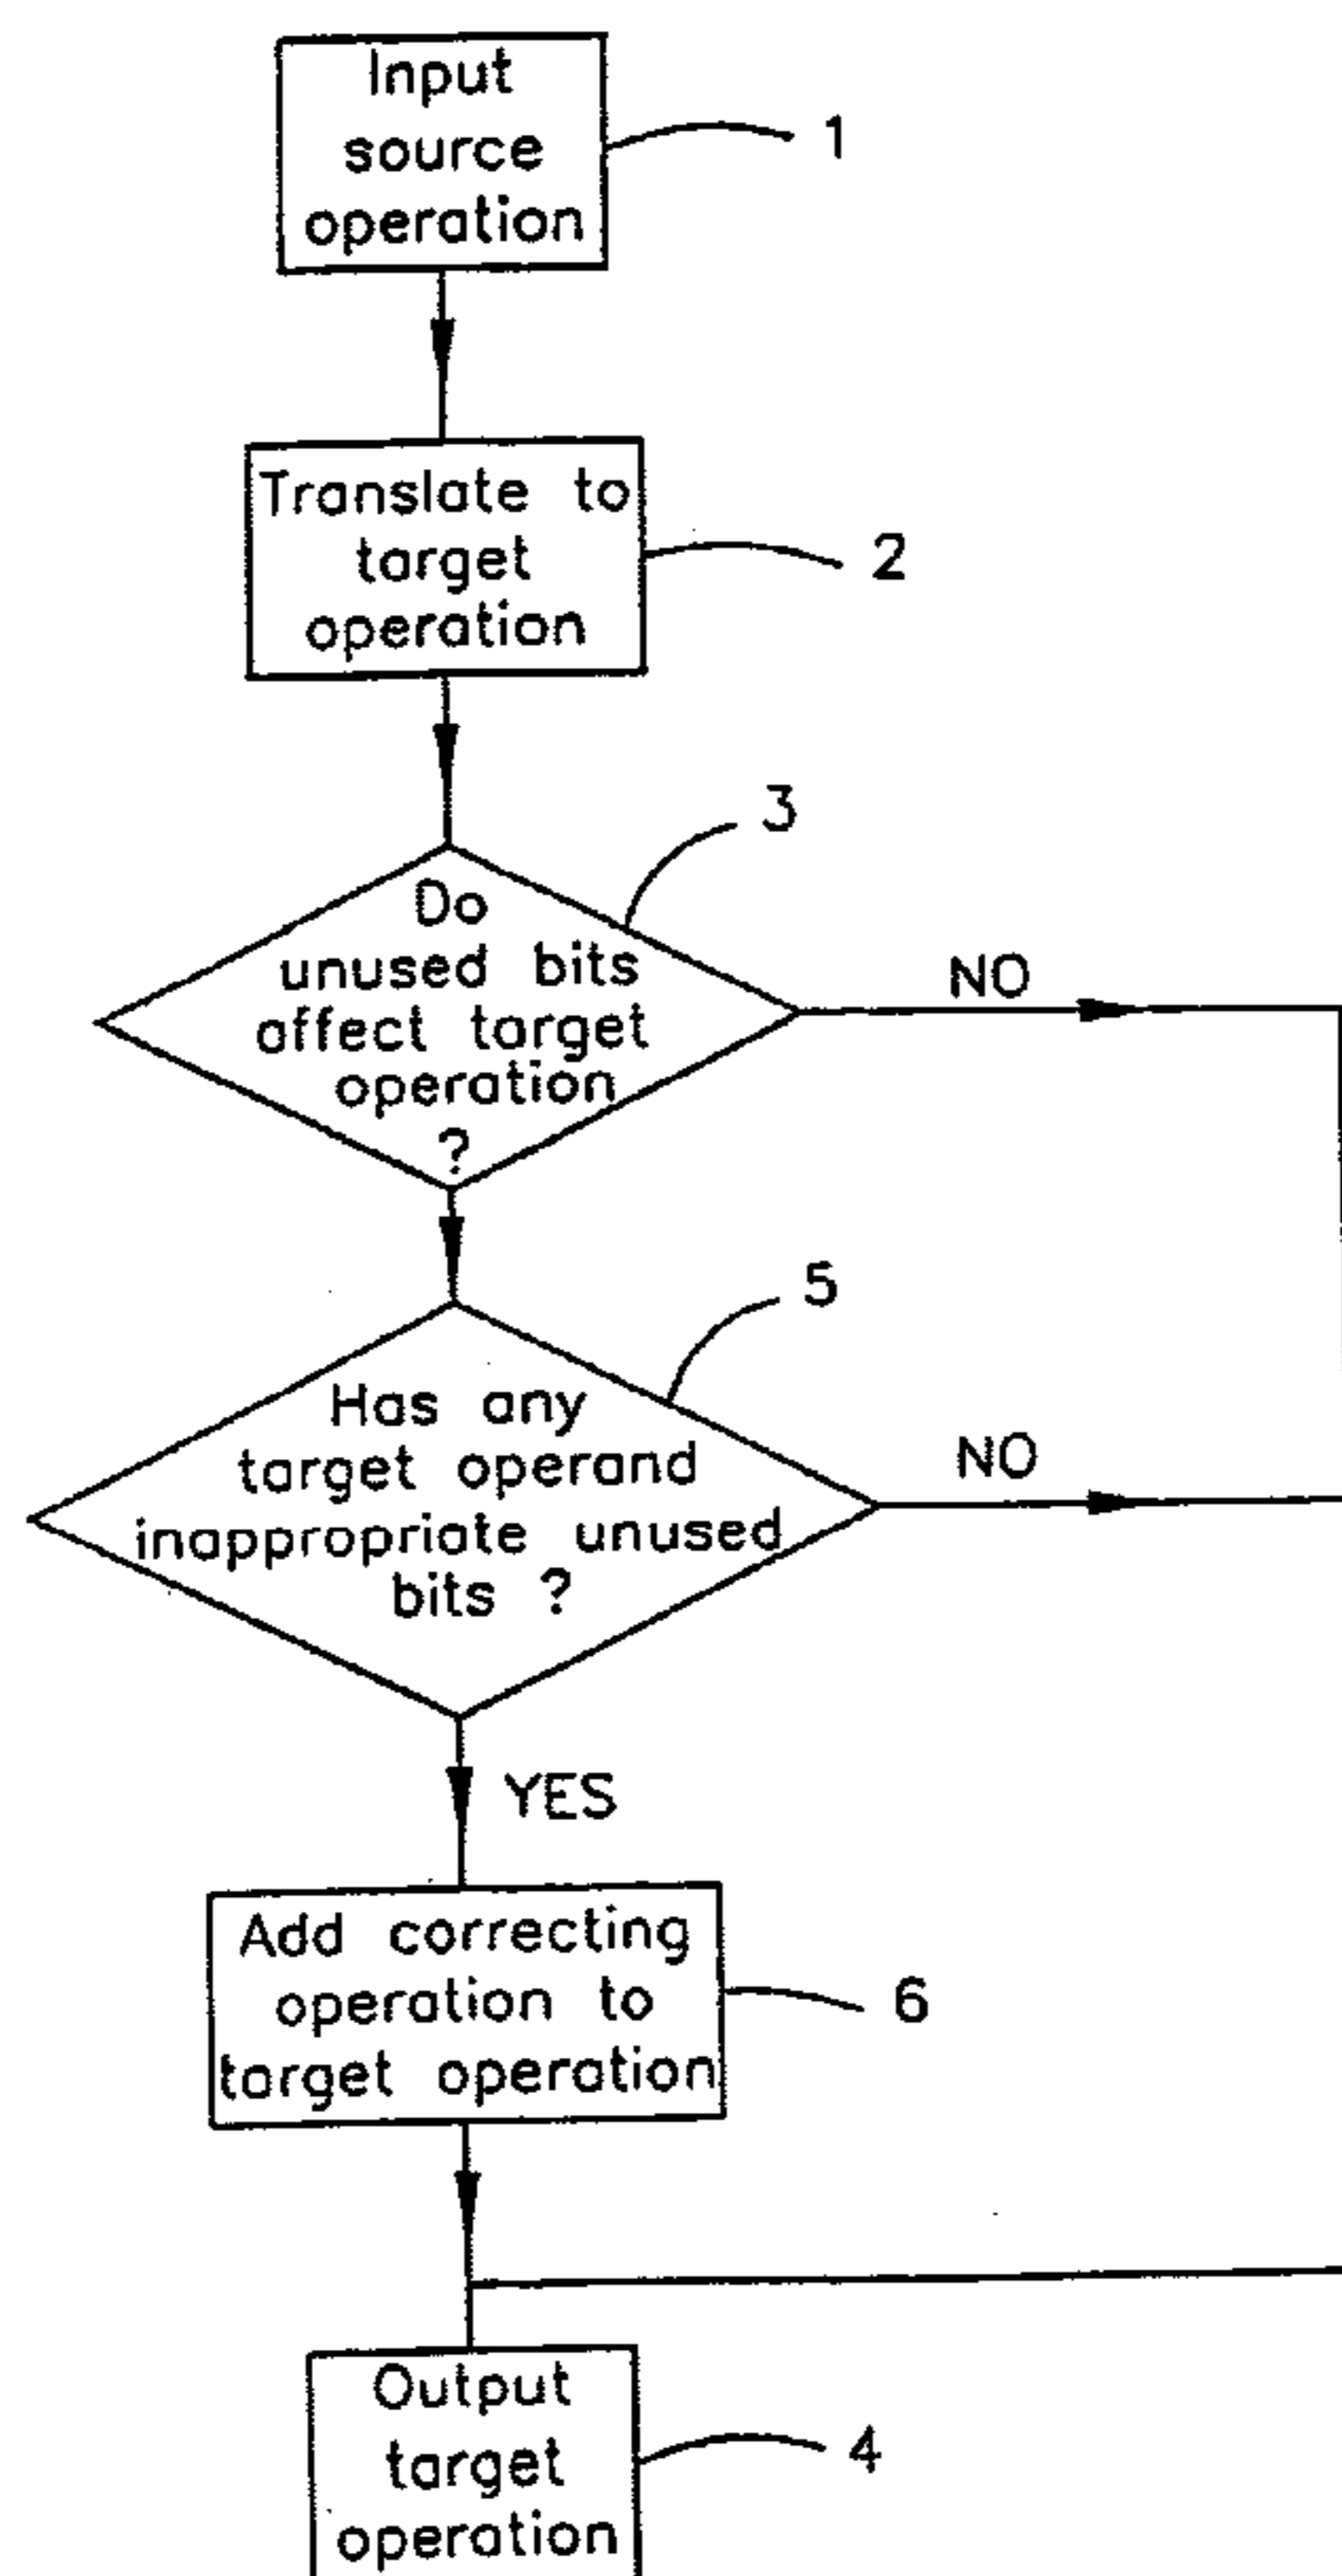 Input
source
operation
1
Translate to
target
operation
2
3
Do
unused bits
affect target
operation
?
NO
5
Has any
target operand
inappropriate unused
bits ?
NO
YES
Add correcting
operation to
target operation
6
Output
target
operation
4